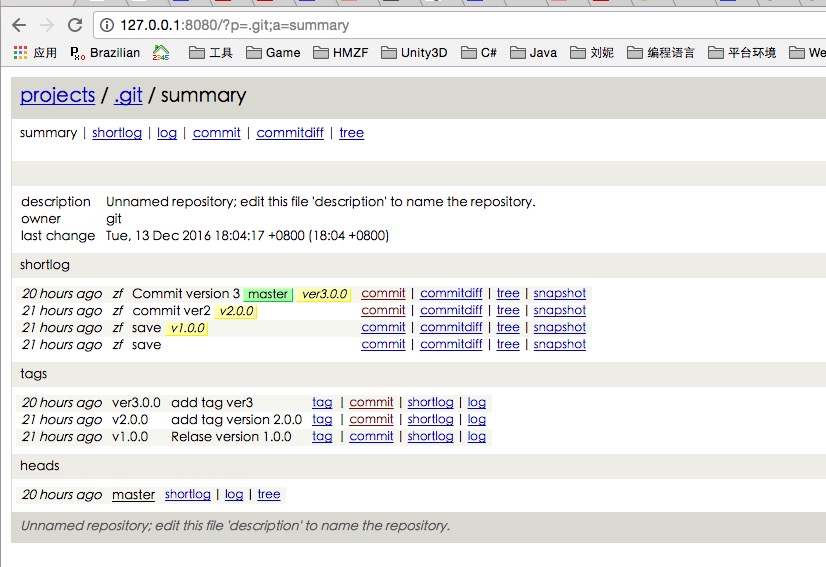 127.0.0.1:8080/?p=.git;a=summary
应用 Brazilian 2345 工具 Game HMZF Unity3D C# Java 刘妮 编程语言 平台环境 We
projects / .git / summary
summary | shortlog | log | commit | commitdiff | tree
description Unnamed repository; edit this file 'description' to name the repository.
owner git
last change Tue, 13 Dec 2016 18:04:17 +0800 (18:04 +0800)
shortlog
20 hours ago zf Commit version 3 master ver3.0.0 commit | commitdiff | tree | snapshot
21 hours ago zf commit ver2 v2.0.0 commit | commitdiff | tree | snapshot
21 hours ago zf save v1.0.0 commit | commitdiff | tree | snapshot
21 hours ago zf save commit | commitdiff | tree | snapshot
tags
20 hours ago ver3.0.0 add tag ver3 tag | commit | shortlog | log
21 hours ago v2.0.0 add tag version 2.0.0 tag | commit | shortlog | log
21 hours ago v1.0.0 Relase version 1.0.0 tag | commit | shortlog | log
heads
20 hours ago master shortlog | log | tree
Unnamed repository; edit this file 'description' to name the repository.